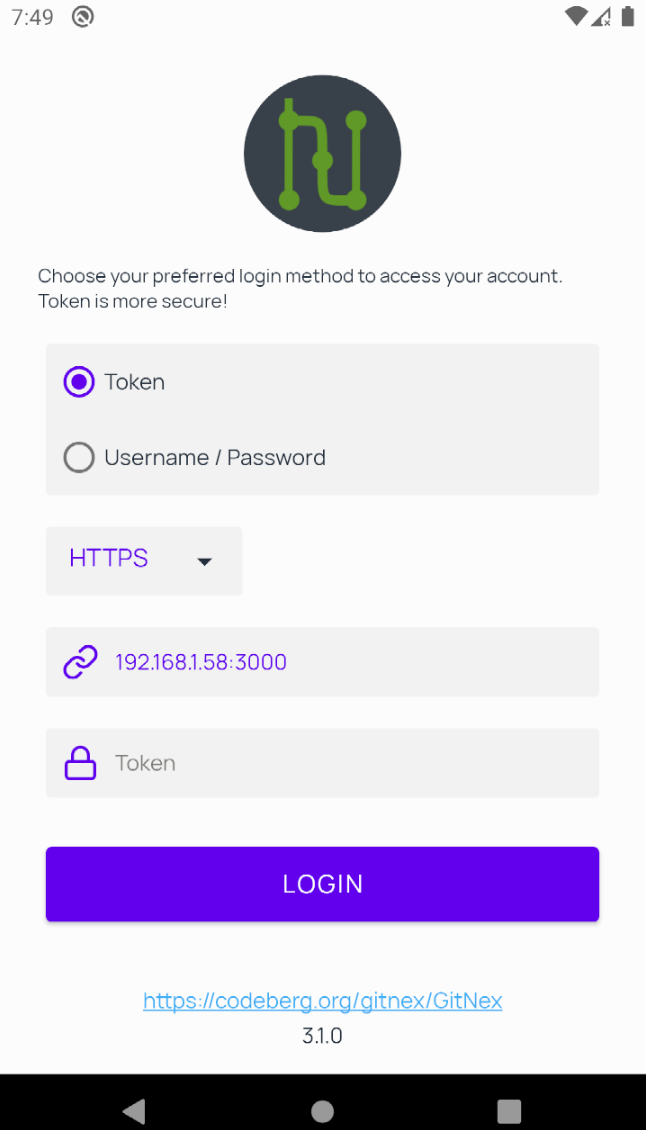 7:49
Choose your preferred login method to access your account.
Token is more secure!
Token
Username / Password
HTTPS
192.168.1.58:3000
Token
LOGIN
https://codeberg.org/gitnex/GitNex
3.1.0